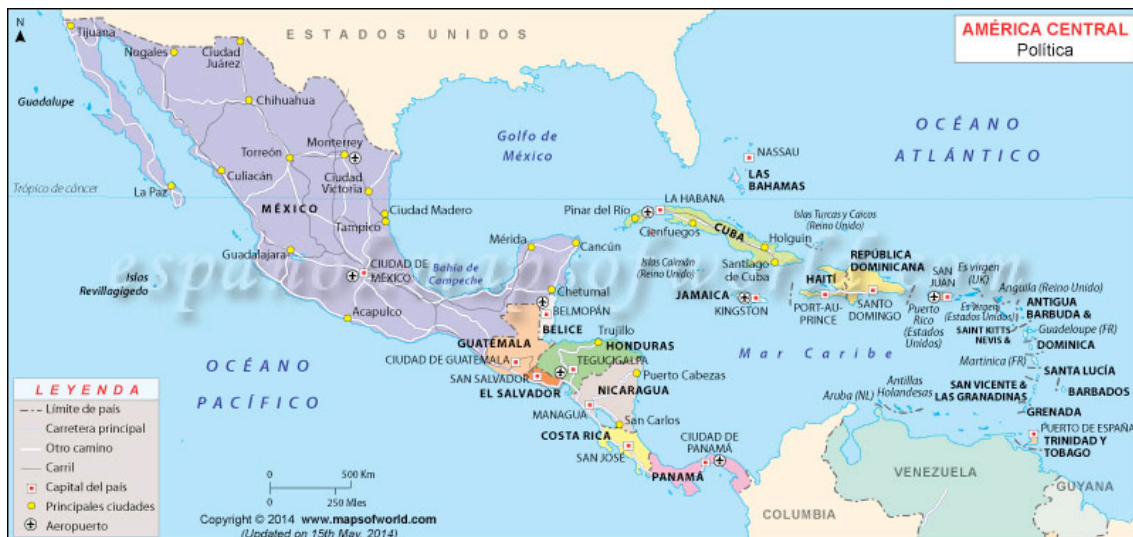 N
ESTADOS UNIDOS
AMÉRICA CENTRAL
Política
Tijuana
Nogales
Ciudad
Juárez
Chihuahua
Guadalupe
Golfo de
México
OCÉANO
ATLÁNTICO
Monterrey
Torreón
NASSAU
LAS
BAHAMAS
Culiacán
Ciudad
Victoria
La Paz
Trópico de cáncer
MÉXICO
Ciudad Madero
Tampico
Pinar del Río
LA HABANA
Cienfuegos
CUBA
Holguin
Islas Turcas y Caicos
(Reino Unido)
Guadalajara
CIUDAD DE
MÉXICO
Mérida
Cancún
Bahía de
Campeche
Islas Caimán
(Reino Unido)
Santiago
de Cuba
HAITÍ
REPÚBLICA
DOMINICANA
SAN
JUAN
Es virgen
(UK)
Islas
Revillagigedo
Acapulco
Chetumal
BELMOPÁN
BELICE
JAMAICA
KINGSTON
PORT-AU-
PRINCE
SANTO
DOMINGO
Puerto
Rico
(Estados
Unidos)
Es virgen
(Estados Unidos)
Anguila (Reino Unido)
ANTIGUA
BARBUDA &
SAINT KITTS
NEVIS &
Guadeloupe (FR)
DOMINICA
GUATEMALA
CIUDAD DE GUATEMALA
Trujillo
HONDURAS
TEGUCIGALPA
Mar Caribe
Martinica (FR)
SANTA LUCÍA
SAN SALVADOR
EL SALVADOR
Puerto Cabezas
NICARAGUA
MANAGUA
Aruba (NL)
Antillas
Holandesas
SAN VICENTE &
LAS GRANADINAS
BARBADOS
GRENADA
OCÉANO
PACÍFICO
San Carlos
COSTA RICA
SAN JOSÉ
CIUDAD DE
PANAMÁ
PANAMÁ
PUERTO DE ESPAÑA
TRINIDAD Y
TOBAGO
VENEZUELA
GUYANA
COLUMBIA
LEYENDA
Límite de país
Carretera principal
Otro camino
Carril
Capital del país
Principales ciudades
Aeropuerto
0 500 Km
0 250 Miles
Copyright © 2014 www.mapsofworld.com
(Updated on 15th May, 2014)